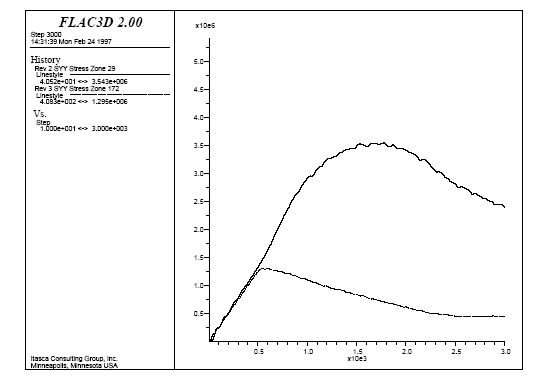 FLAC3D 2.00
Step 3000
14:31:39 Mon Feb 24 1997
History
Rev 2 SYY Stress Zone 29
Linestyle
4.052e+001 <-> 3.543e+006
Rev 3 SYY Stress Zone 172
Linestyle
4.083e+002 <-> 1.295e+006
Vs.
Step
1.000e+001 <-> 3.000e+003
Itasca Consulting Group, Inc.
Minneapolis, Minnesota USA
x10e6
5.0
4.5
4.0
3.5
3.0
2.5
2.0
1.5
1.0
0.5
0.5 1.0 1.5 2.0 2.5 3.0
x10e3